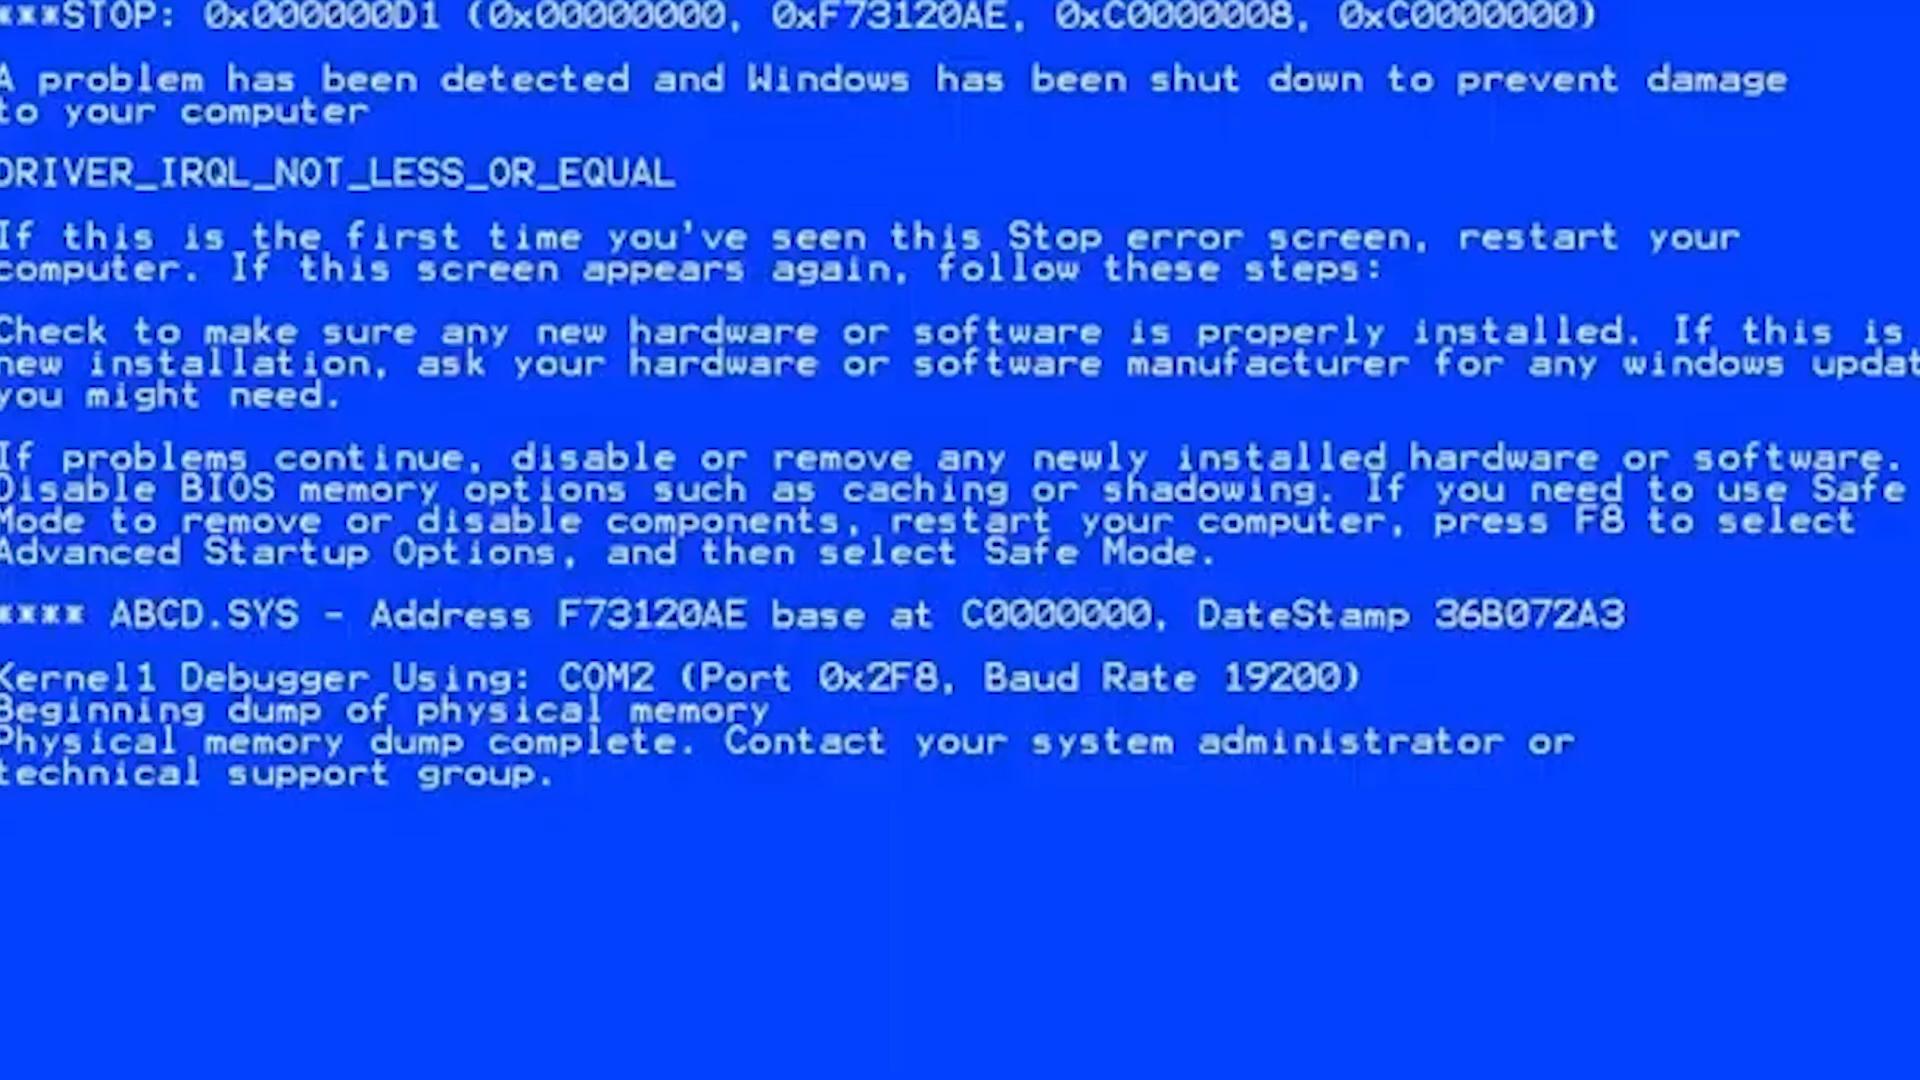 ***STOP: 0x000000D1 (0x00000000, 0xF73120AE, 0xC0000008, 0xC0000000)
A problem has been detected and Windows has been shut down to prevent damage
to your computer
DRIVER_IRQL_NOT_LESS_OR_EQUAL
If this is the first time you've seen this Stop error screen, restart your
computer. If this screen appears again, follow these steps:
Check to make sure any new hardware or software is properly installed. If this is
new installation, ask your hardware or software manufacturer for any windows updat
you might need.
If problems continue, disable or remove any newly installed hardware or software.
Disable BIOS memory options such as caching or shadowing. If you need to use Safe
Mode to remove or disable components, restart your computer, press F8 to select
Advanced Startup Options, and then select Safe Mode.
**** ABCD.SYS - Address F73120AE base at C0000000, DateStamp 36B072A3
Kernel1 Debugger Using: COM2 (Port 0x2F8, Baud Rate 19200)
Beginning dump of physical memory
Physical memory dump complete. Contact your system administrator or
technical support group.